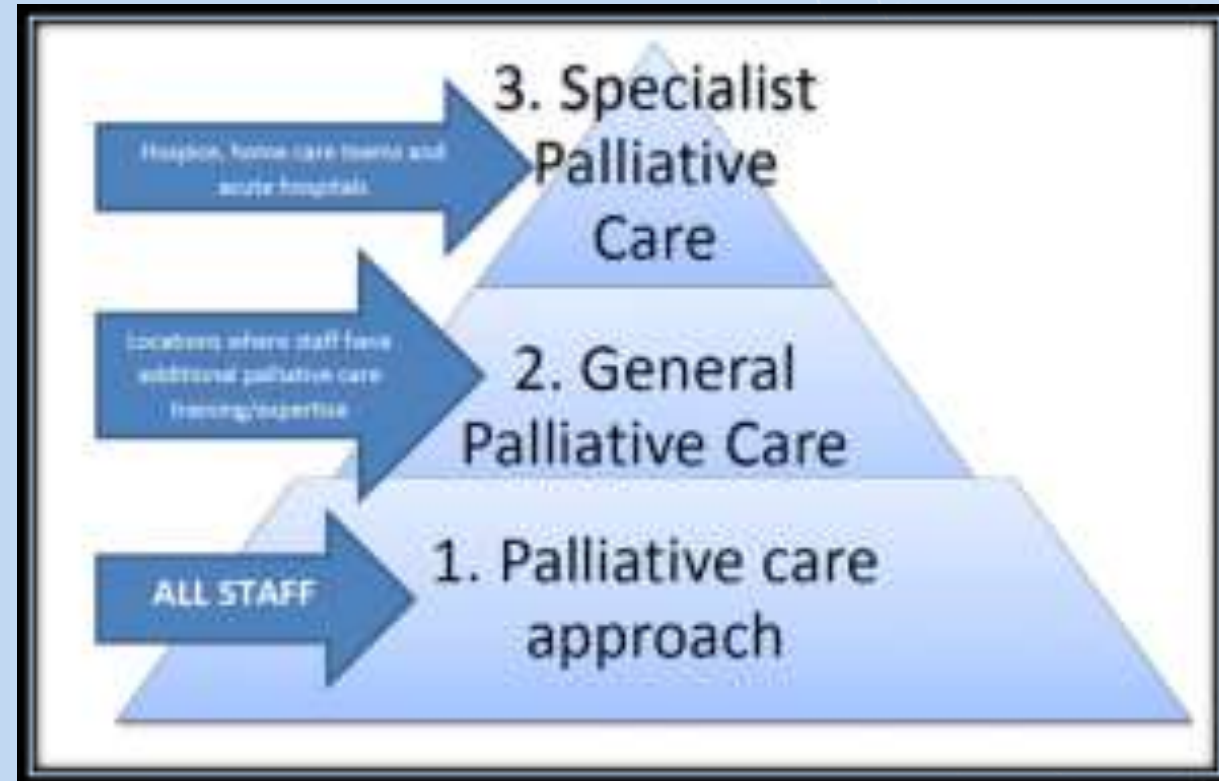 3. Specialist
Palliative
Care
Hospice, home care teams and
acute hospitals
2. General
Palliative Care
Locations where staff have
additional palliative care
training/expertise
1. Palliative care
approach
ALL STAFF